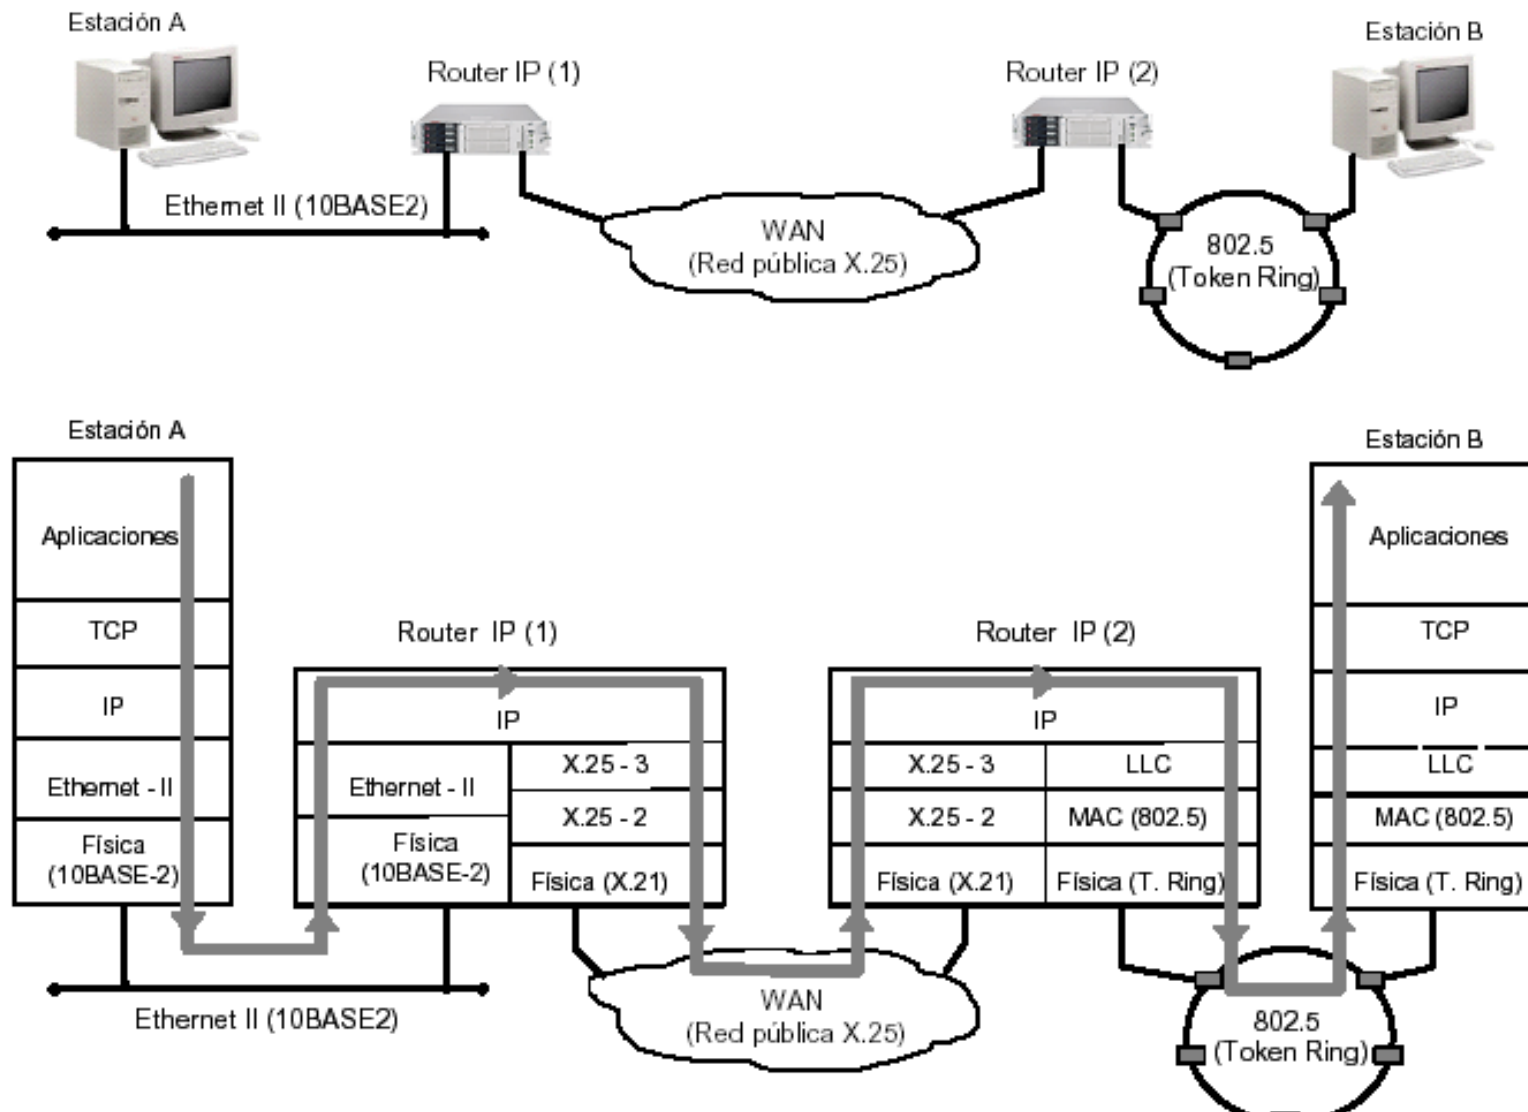 Estación A
Estación B
Router IP (1)
Router IP (2)
Ethernet II (10BASE2)
WAN
(Red pública X.25)
802.5
(Token Ring)
Estación A
Estación B
Aplicaciones
TCP
IP
Ethernet - II
Física
(10BASE-2)
Router IP (1)
IP
Ethernet - II
Física
(10BASE-2)
X.25 - 3
X.25 - 2
Física (X.21)
Router IP (2)
IP
X.25 - 3
X.25 - 2
Física (X.21)
LLC
MAC (802.5)
Física (T. Ring)
Aplicaciones
TCP
IP
LLC
MAC (802.5)
Física (T. Ring)
Ethernet II (10BASE2)
WAN
(Red pública X.25)
802.5
(Token Ring)